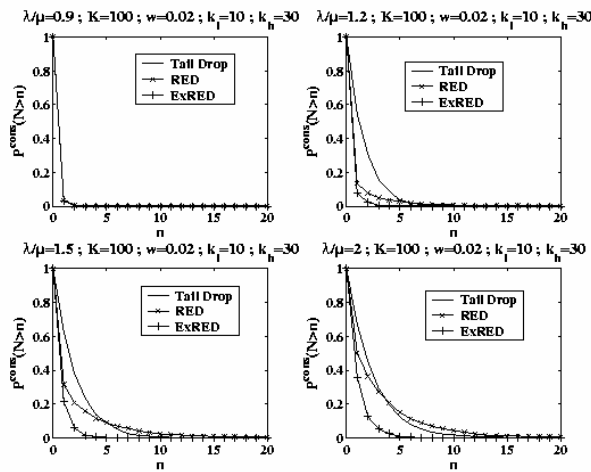 λ/μ=0.9 ; K=100 ; w=0.02 ; k_l=10 ; k_h=30
1
0.8
0.6
0.4
0.2
0
P^cons(N>n)
Tail Drop
RED
ExRED
0 5 10 15 20
n
λ/μ=1.2 ; K=100 ; w=0.02 ; k_l=10 ; k_h=30
1
0.8
0.6
0.4
0.2
0
P^cons(N>n)
Tail Drop
RED
ExRED
0 5 10 15 20
n
λ/μ=1.5 ; K=100 ; w=0.02 ; k_l=10 ; k_h=30
1
0.8
0.6
0.4
0.2
0
P^cons(N>n)
Tail Drop
RED
ExRED
0 5 10 15 20
n
λ/μ=2 ; K=100 ; w=0.02 ; k_l=10 ; k_h=30
1
0.8
0.6
0.4
0.2
0
P^cons(N>n)
Tail Drop
RED
ExRED
0 5 10 15 20
n